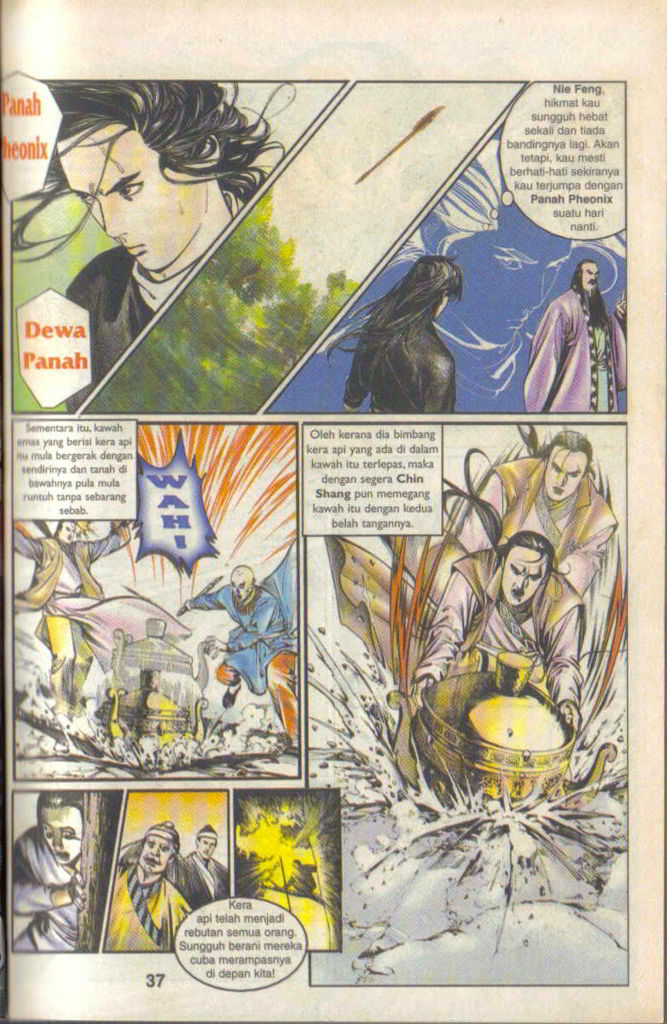 Panah
Pheonix
Dewa
Panah
Nie Feng,
hikmat kau
sungguh hebat
sekali dan tiada
bandingnya lagi. Akan
tetapi, kau mesti
berhati-hati sekiranya
kau terjumpa dengan
Panah Pheonix
suatu hari
nanti.
Sementara itu, kawah
emas yang berisi kera api
itu mula bergerak dengan
sendirinya dan tanah di
bawahnya pula mula
runtuh tanpa sebarang
sebab.
WAH!
Oleh kerana dia bimbang
kera api yang ada di dalam
kawah itu terlepas, maka
dengan segera Chin
Shang pun memegang
kawah itu dengan kedua
belah tangannya.
Kera
api telah menjadi
rebutan semua orang.
Sungguh berani mereka
cuba merampasnya
di depan kita!
37